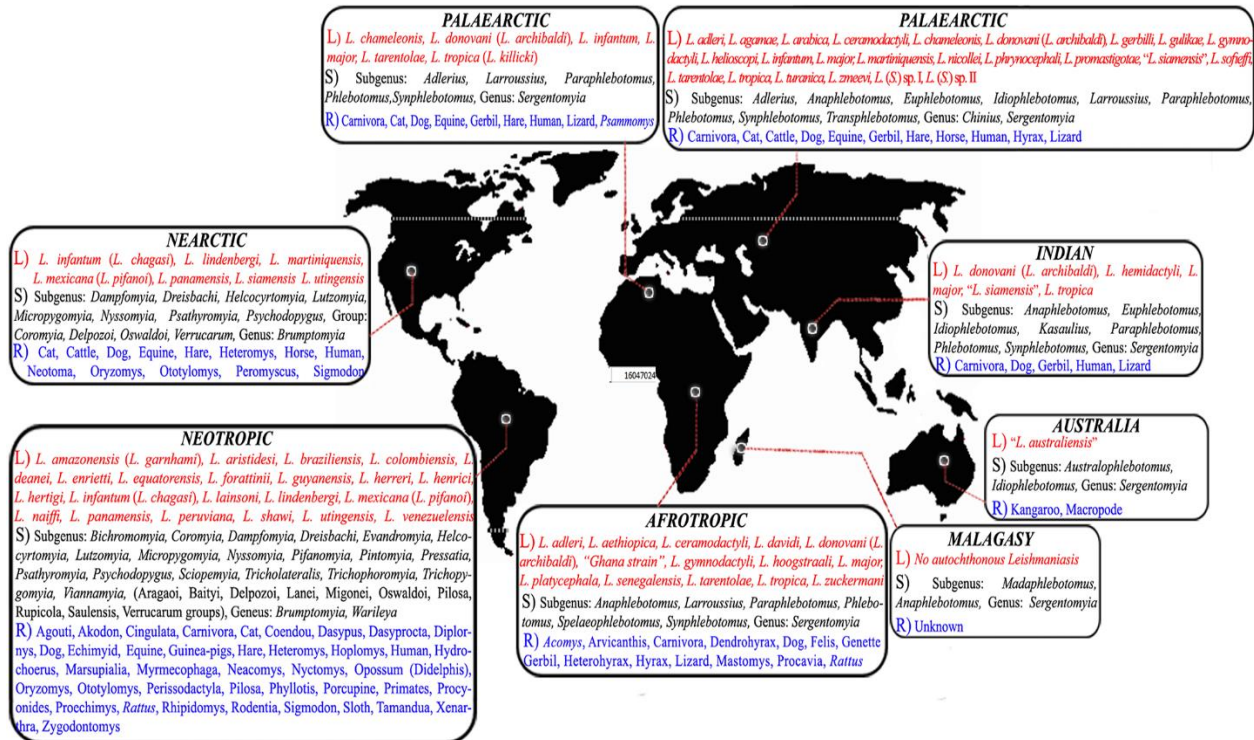 PALAEARCTIC
L) L. chameleonis, L. donovani (L. archibaldi), L. infantum, L.
major, L. tarentolae, L. tropica (L. killicki)
S) Subgenus: Adlerius, Larroussius, Paraphlebotomus,
Phlebotomus,Synphlebotomus, Genus: Sergentomyia
R) Carnivora, Cat, Dog, Equine, Gerbil, Hare, Human, Lizard, Psammomys
PALAEARCTIC
L) L. adleri, L. agamae, L. arabica, L. ceramodactyli, L. chameleonis, L. donovani (L. archibaldi), L. gerbilli, L. gulikae, L. gymno-
dactyli, L. helioscopi, L. infantum, L. major, L. martiniquensis, L. nicollei, L. phrynocephali, L. promastigotae, “L. siamensis”, L. sofieffi,
L. tarentolae, L. tropica, L. turanica, L. zmeevi, L. (S.) sp. I, L. (S.) sp. II
S) Subgenus: Adlerius, Anaphlebotomus, Euphlebotomus, Idiophlebotomus, Larroussius, Paraphlebotomus,
Phlebotomus, Synphlebotomus, Transphlebotomus, Genus: Chinius, Sergentomyia
R) Carnivora, Cat, Cattle, Dog, Equine, Gerbil, Hare, Horse, Human, Hyrax, Lizard
NEARCTIC
L) L. infantum (L. chagasi), L. lindenbergi, L. martiniquensis,
L. mexicana (L. pifanoi), L. panamensis, L. siamensis L. utingensis
S) Subgenus: Dampfomyia, Dreisbachi, Helcocyrtomyia, Lutzomyia,
Micropygomyia, Nyssomyia, Psathyromyia, Psychodopygus, Group:
Coromyia, Delpozoi, Oswaldoi, Verrucarum, Genus: Brumptomyia
R) Cat, Cattle, Dog, Equine, Hare, Heteromys, Horse, Human,
Neotoma, Oryzomys, Ototylomys, Peromyscus, Sigmodon
INDIAN
L) L. donovani (L. archibaldi), L. hemidactyli, L.
major, “L. siamensis”, L. tropica
S) Subgenus: Anaphlebotomus, Euphlebotomus,
Idiophlebotomus, Kasaulius, Paraphlebotomus,
Phlebotomus, Synphlebotomus, Genus: Sergentomyia
R) Carnivora, Dog, Gerbil, Human, Lizard
16047024
NEOTROPIC
L) L. amazonensis (L. garnhami), L. aristidesi, L. braziliensis, L. colombiensis, L.
deanei, L. enrietti, L. equatorensis, L. forattinii, L. guyanensis, L. herreri, L. henrici,
L. hertigi, L. infantum (L. chagasi), L. lainsoni, L. lindenbergi, L. mexicana (L. pifanoi),
L. naiffi, L. panamensis, L. peruviana, L. shawi, L. utingensis, L. venezuelensis
S) Subgenus: Bichromomyia, Coromyia, Dampfomyia, Dreisbachi, Evandromyia, Helco-
cyrtomyia, Lutzomyia, Micropygomyia, Nyssomyia, Pifanomyia, Pintomyia, Pressatia,
Psathyromyia, Psychodopygus, Sciopemyia, Tricholateralis, Trichophoromyia, Trichopy-
gomyia, Viannamyia, (Aragaoi, Baityi, Delpozoi, Lanei, Migonei, Oswaldoi, Pilosa,
Rupicola, Saulensis, Verrucarum groups), Geneus: Brumptomyia, Warileya
R) Agouti, Akodon, Cingulata, Carnivora, Cat, Coendou, Dasypus, Dasyprocta, Diplor-
nys, Dog, Echimyid, Equine, Guinea-pigs, Hare, Heteromys, Hoplomys, Human, Hydro-
choerus, Marsupialia, Myrmecophaga, Neacomys, Nyctomys, Opossum (Didelphis),
Oryzomys, Ototylomys, Perissodactyla, Pilosa, Phyllotis, Porcupine, Primates, Procy-
onides, Proechimys, Rattus, Rhipidomys, Rodentia, Sigmodon, Sloth, Tamandua, Xenar-
thra, Zygodontomys
AFROTROPIC
L) L. adleri, L. aethiopica, L. ceramodactyli, L. davidi, L. donovani (L.
archibaldi), “Ghana strain”, L. gymnodactyli, L. hoogstraali, L. major,
L. platycephala, L. senegalensis, L. tarentolae, L. tropica, L. zuckermani
S) Subgenus: Anaphlebotomus, Larroussius, Paraphlebotomus, Phlebo-
tomus, Spelaeophlebotomus, Synphlebotomus, Genus: Sergentomyia
R) Acomys, Arvicanthis, Carnivora, Dendrohyrax, Dog, Felis, Genette
Gerbil, Heterohyrax, Hyrax, Lizard, Mastomys, Procavia, Rattus
AUSTRALIA
L) “L. australiensis”
S) Subgenus: Australophlebotomus,
Idiophlebotomus, Genus: Sergentomyia
R) Kangaroo, Macropode
MALAGASY
L) No autochthonous Leishmaniasis
S) Subgenus: Madaphlebotomus,
Anaphlebotomus, Genus: Sergentomyia
R) Unknown